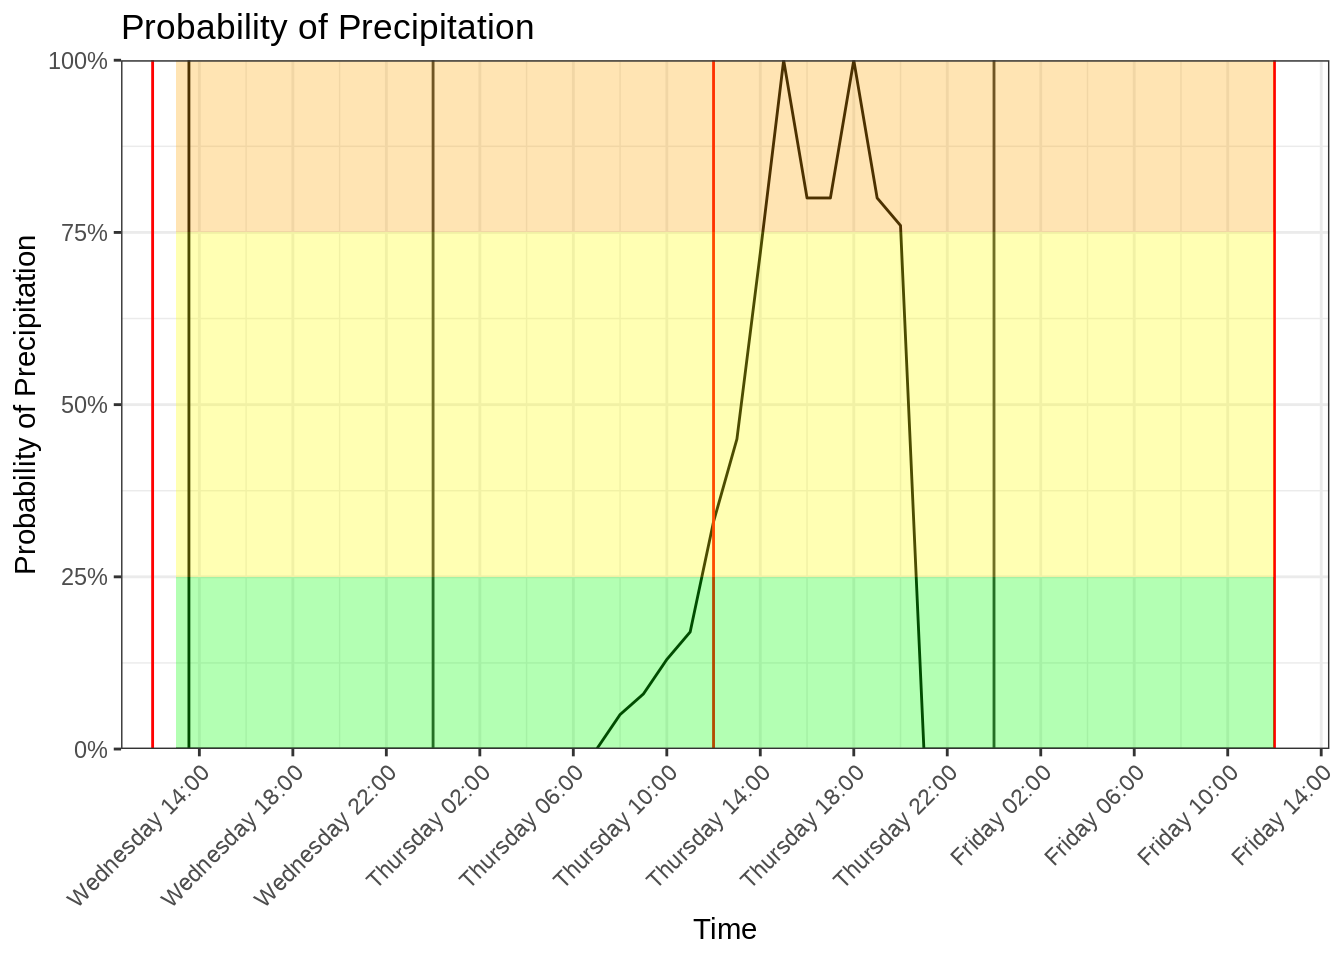 Probability of Precipitation
Probability of Precipitation
100%
75%
50%
25%
0%
Wednesday 14:00
Wednesday 18:00
Wednesday 22:00
Thursday 02:00
Thursday 06:00
Thursday 10:00
Thursday 14:00
Thursday 18:00
Thursday 22:00
Friday 02:00
Friday 06:00
Friday 10:00
Friday 14:00
Time